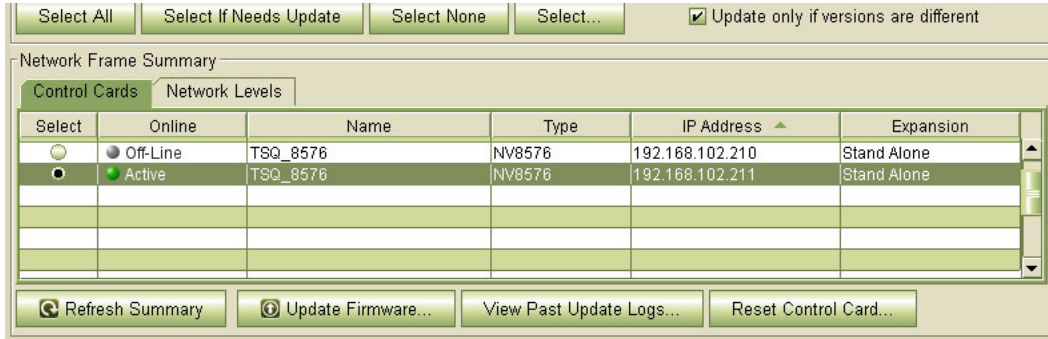 Select All Select If Needs Update Select None Select... Update only if versions are different
Network Frame Summary
Control Cards Network Levels
Select Online Name Type IP Address Expansion
Off-Line TSQ_8576 NV8576 192.168.102.210 Stand Alone
Active TSQ_8576 NV8576 192.168.102.211 Stand Alone
Refresh Summary Update Firmware... View Past Update Logs... Reset Control Card...